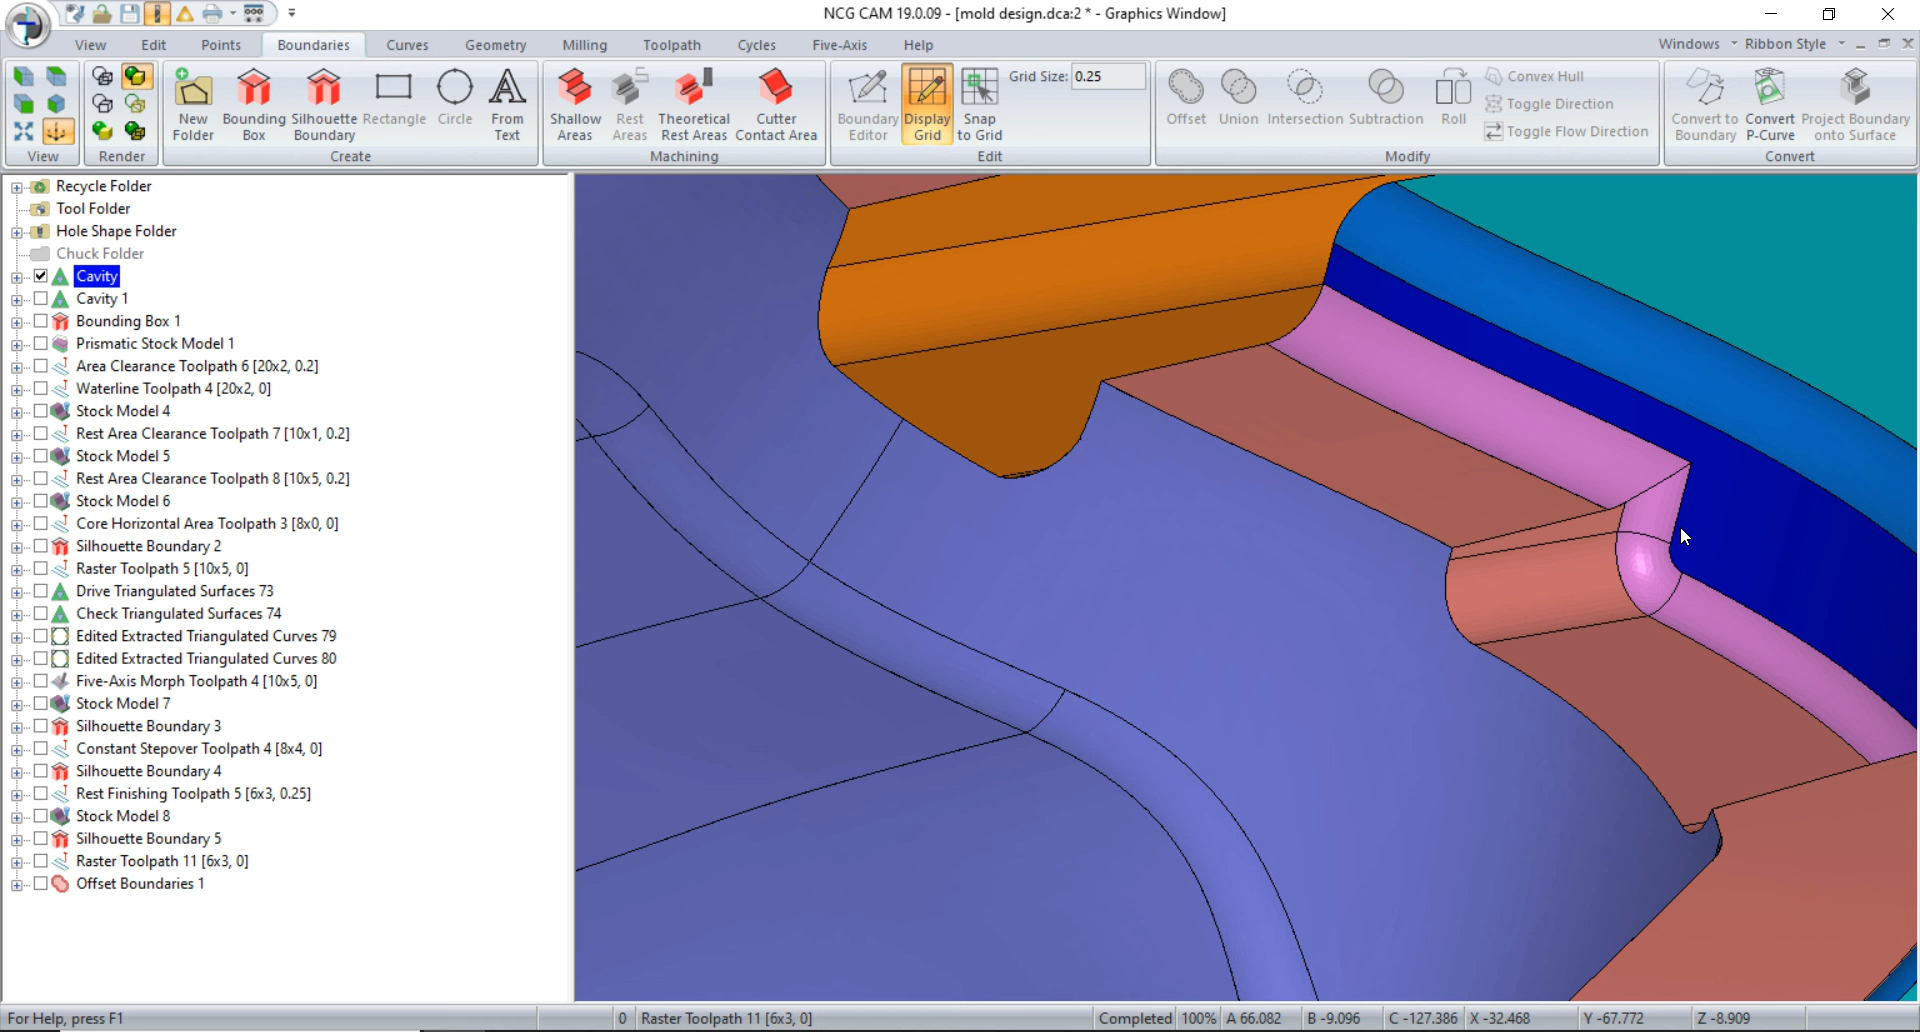 NCG CAM 19.0.09 - [mold design.dca:2 * - Graphics Window]
View Edit Points Boundaries Curves Geometry Milling Toolpath Cycles Five-Axis Help Windows Ribbon Style
New Folder
Bounding Box
Silhouette Boundary
Rectangle
Circle
From Text
Shallow Areas
Rest Areas
Theoretical Rest Areas
Cutter Contact Area
Boundary Editor
Display Grid
Snap to Grid
Grid Size: 0.25
Offset
Union
Intersection
Subtraction
Roll
Convex Hull
Toggle Direction
Toggle Flow Direction
Convert to Boundary
Convert P-Curve
Project Boundary onto Surface
View Render Create Machining Edit Modify Convert
Recycle Folder
Tool Folder
Hole Shape Folder
Chuck Folder
Cavity
Cavity 1
Bounding Box 1
Prismatic Stock Model 1
Area Clearance Toolpath 6 [20x2, 0.2]
Waterline Toolpath 4 [20x2, 0]
Stock Model 4
Rest Area Clearance Toolpath 7 [10x1, 0.2]
Stock Model 5
Rest Area Clearance Toolpath 8 [10x5, 0.2]
Stock Model 6
Core Horizontal Area Toolpath 3 [8x0, 0]
Silhouette Boundary 2
Raster Toolpath 5 [10x5, 0]
Drive Triangulated Surfaces 73
Check Triangulated Surfaces 74
Edited Extracted Triangulated Curves 79
Edited Extracted Triangulated Curves 80
Five-Axis Morph Toolpath 4 [10x5, 0]
Stock Model 7
Silhouette Boundary 3
Constant Stepover Toolpath 4 [8x4, 0]
Silhouette Boundary 4
Rest Finishing Toolpath 5 [6x3, 0.25]
Stock Model 8
Silhouette Boundary 5
Raster Toolpath 11 [6x3, 0]
Offset Boundaries 1
For Help, press F1 0 Raster Toolpath 11 [6x3, 0] Completed 100% A 66.082 B -9.096 C -127.386 X -32.468 Y -67.772 Z -8.909